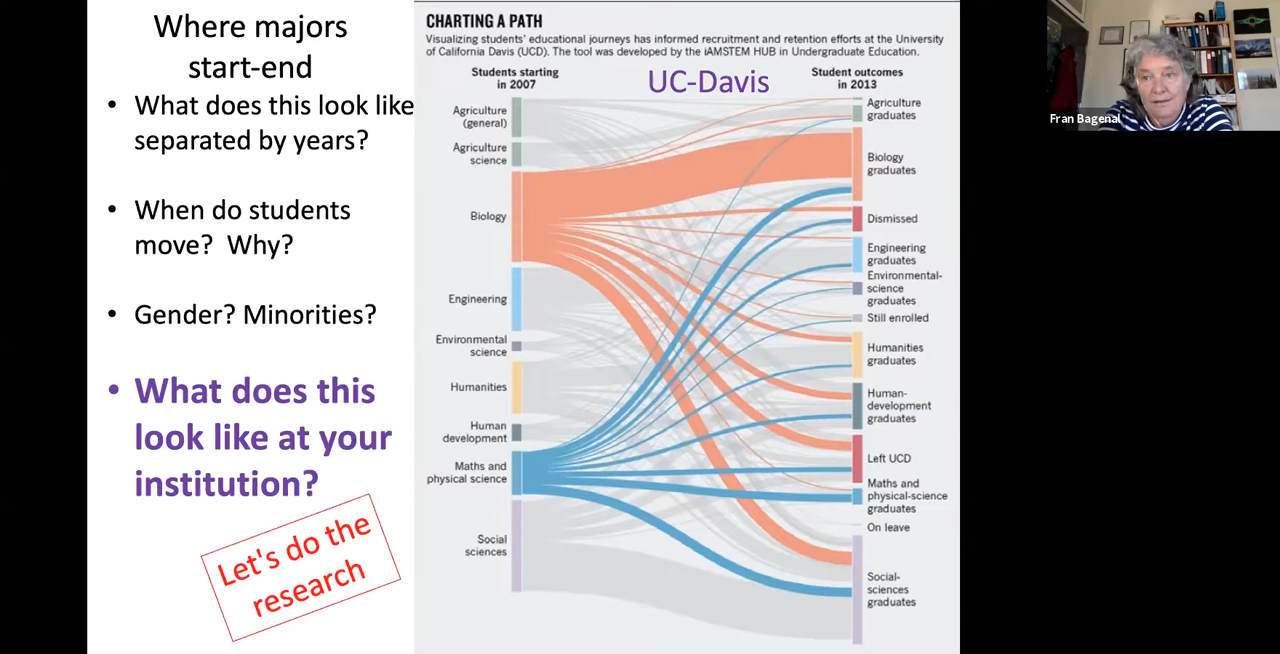 Where majors
start-end
• What does this look like
separated by years?
• When do students
move? Why?
• Gender? Minorities?
• What does this
look like at your
institution?
Let's do the
research
CHARTING A PATH
Visualizing students' educational journeys has informed recruitment and retention efforts at the University
of California Davis (UCD). The tool was developed by the iAMSTEM HUB in Undergraduate Education.
Students starting
in 2007
UC-Davis
Student outcomes
in 2013
Agriculture
(general)
Agriculture
science
Biology
Engineering
Environmental
science
Humanities
Human
development
Maths and
physical science
Social
sciences
Agriculture
graduates
Biology
graduates
Dismissed
Engineering
graduates
Environmental-
science
graduates
Still enrolled
Humanities
graduates
Human-
development
graduates
Left UCD
Maths and
physical-science
graduates
On leave
Social-
sciences
graduates
Fran Bagenal